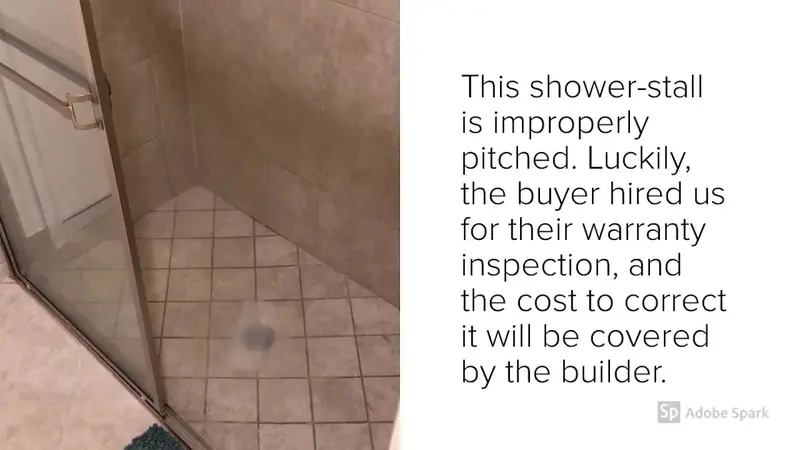 This shower-stall
is improperly
pitched. Luckily,
the buyer hired us
for their warranty
inspection, and
the cost to correct
it will be covered
by the builder.
Sp Adobe Spark